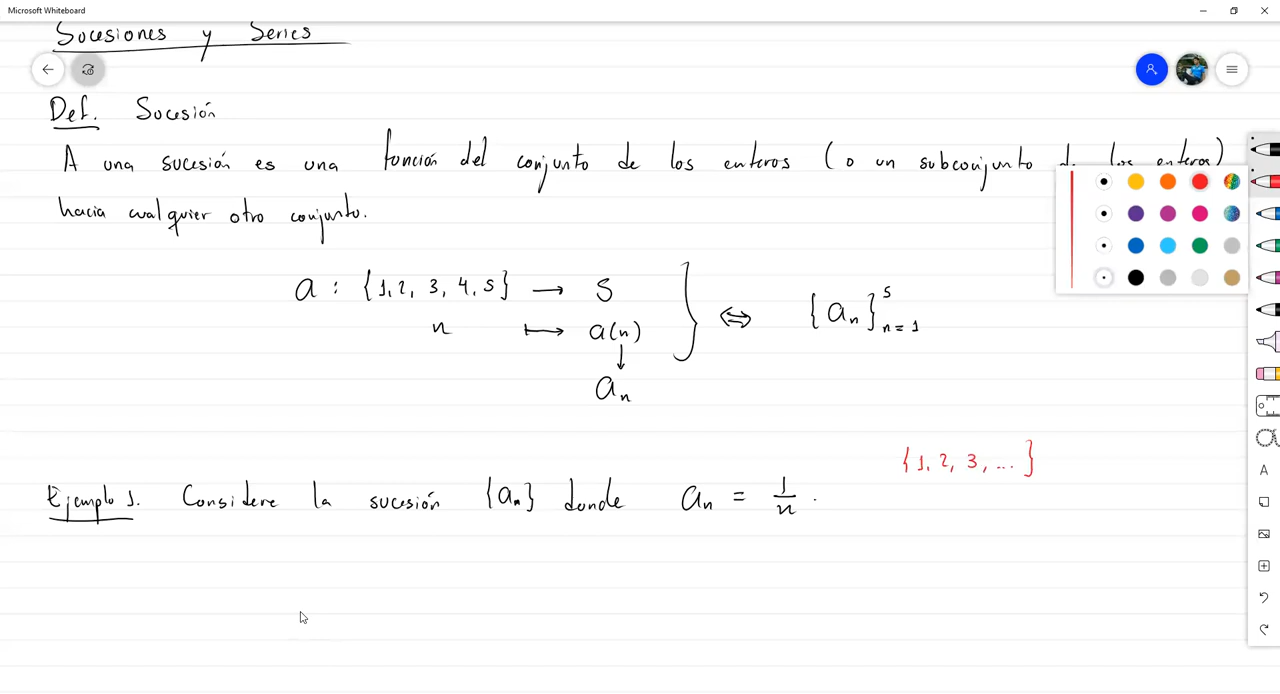 Microsoft Whiteboard
Sucesiones y Series
Def. Sucesión
A una sucesión es una función del conjunto de los enteros (o un subconjunto de los enteros)
hacia cualquier otro conjunto.
a : {1, 2, 3, 4, 5} → S
n ↦ a(n)
} ⇔ {aₙ}⁵ₙ₌₁
↓
aₙ
{1, 2, 3, ...}
Ejemplo 1. Considere la sucesión {aₙ} donde aₙ = 1/n .
A